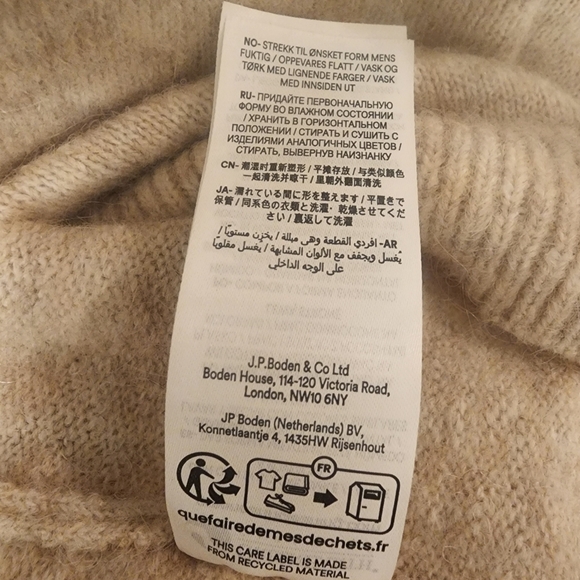 NO- STREKK TIL ØNSKET FORM MENS
FUKTIG / OPPEVARES FLATT / VASK OG
TØRK MED LIGNENDE FARGER / VASK
MED INNSIDEN UT
RU- ПРИДАЙТЕ ПЕРВОНАЧАЛЬНУЮ
ФОРМУ ВО ВЛАЖНОМ СОСТОЯНИИ
/ ХРАНИТЬ В ГОРИЗОНТАЛЬНОМ
ПОЛОЖЕНИИ / СТИРАТЬ И СУШИТЬ С
ИЗДЕЛИЯМИ АНАЛОГИЧНЫХ ЦВЕТОВ /
СТИРАТЬ, ВЫВЕРНУВ НАИЗНАНКУ
CN- 潮湿时重新塑形 / 平摊存放 / 与类似颜色
一起清洗并晾干 / 里朝外翻面清洗
JA- 濡れている間に形を整えます / 平置きで
保管 / 同系色の衣類と洗濯・乾燥させてくだ
さい / 裏返して洗濯
AR- افردي القطعة وهي مبللة / يخزن مستويًا /
يُغسل ويجفف مع الألوان المشابهة / يُغسل مقلوبًا
على الوجه الداخلي
J.P.Boden & Co Ltd
Boden House, 114-120 Victoria Road,
London, NW10 6NY
JP Boden (Netherlands) BV,
Konnetlaantje 4, 1435HW Rijsenhout
FR
quefairedemesdechets.fr
THIS CARE LABEL IS MADE
FROM RECYCLED MATERIAL